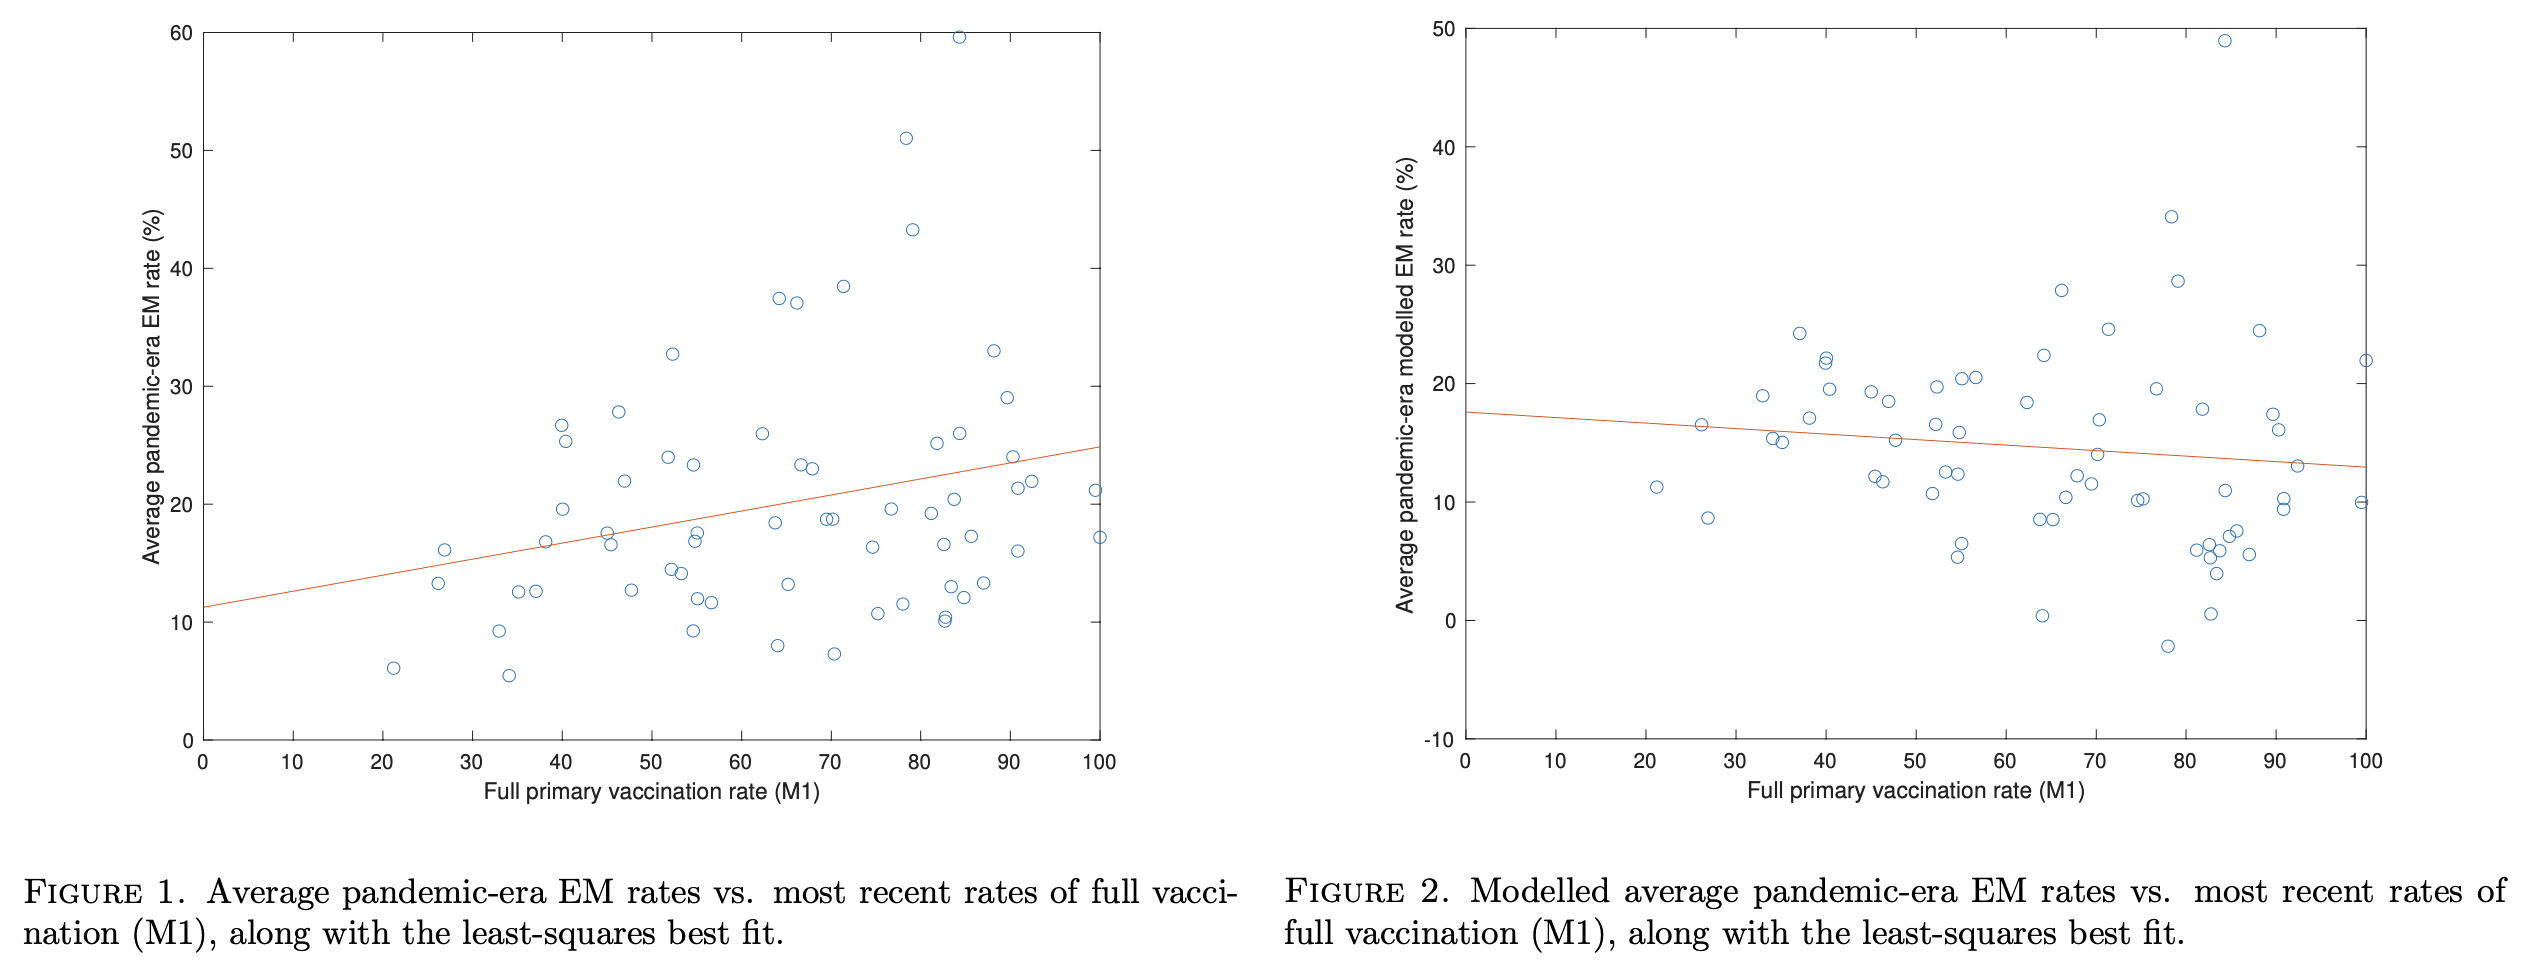 60
50
40
30
20
10
0
Average pandemic-era EM rate (%)
0 10 20 30 40 50 60 70 80 90 100
Full primary vaccination rate (M1)
FIGURE 1. Average pandemic-era EM rates vs. most recent rates of full vacci-
nation (M1), along with the least-squares best fit.
50
40
30
20
10
0
-10
Average pandemic-era modelled EM rate (%)
0 10 20 30 40 50 60 70 80 90 100
Full primary vaccination rate (M1)
FIGURE 2. Modelled average pandemic-era EM rates vs. most recent rates of
full vaccination (M1), along with the least-squares best fit.